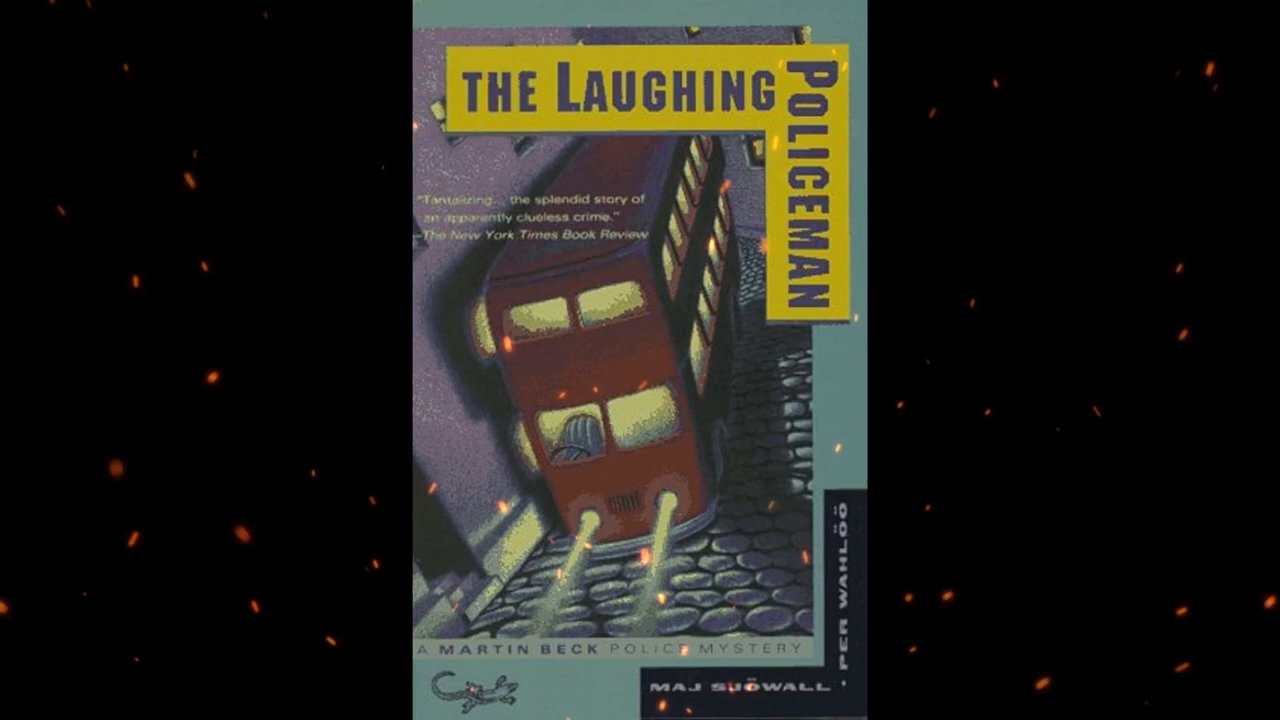 THE LAUGHING
POLICEMAN
"Tantalizing... the splendid story of
an apparently clueless crime."
—The New York Times Book Review
A MARTIN BECK POLICE MYSTERY
MAJ SJÖWALL
• PER WAHLÖÖ